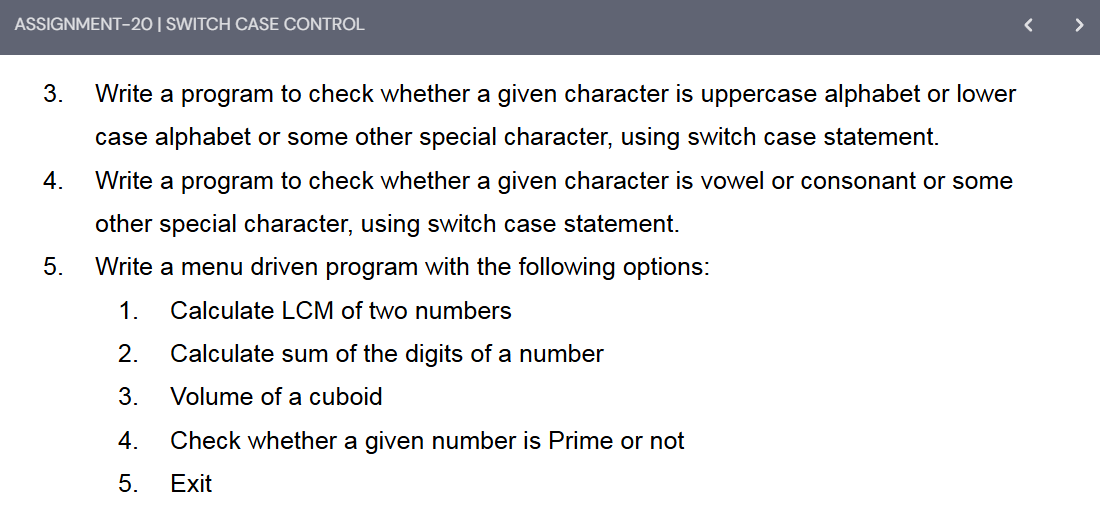 ASSIGNMENT-20 | SWITCH CASE CONTROL
3. Write a program to check whether a given character is uppercase alphabet or lower
case alphabet or some other special character, using switch case statement.
4. Write a program to check whether a given character is vowel or consonant or some
other special character, using switch case statement.
5. Write a menu driven program with the following options:
1. Calculate LCM of two numbers
2. Calculate sum of the digits of a number
3. Volume of a cuboid
4. Check whether a given number is Prime or not
5. Exit